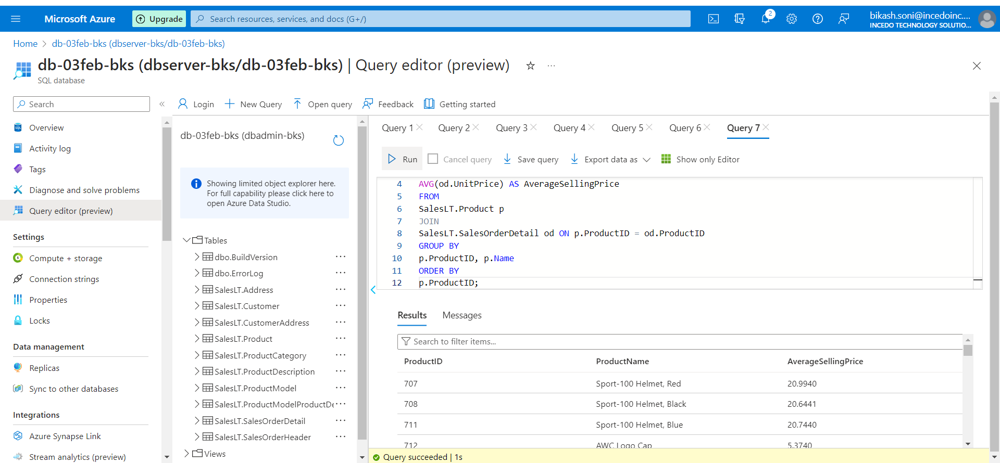 Microsoft Azure
Upgrade
Search resources, services, and docs (G+/)
2
bikash.soni@incedoinc....
INCEDO TECHNOLOGY SOLUTIO...
Home > db-03feb-bks (dbserver-bks/db-03feb-bks)
db-03feb-bks (dbserver-bks/db-03feb-bks) | Query editor (preview)
SQL database
Search
Overview
Activity log
Tags
Diagnose and solve problems
Query editor (preview)
Settings
Compute + storage
Connection strings
Properties
Locks
Data management
Replicas
Sync to other databases
Integrations
Azure Synapse Link
Stream analytics (preview)
Login
New Query
Open query
Feedback
Getting started
db-03feb-bks (dbadmin-bks)
Showing limited object explorer here.
For full capability please click here to
open Azure Data Studio.
Tables
dbo.BuildVersion
dbo.ErrorLog
SalesLT.Address
SalesLT.Customer
SalesLT.CustomerAddress
SalesLT.Product
SalesLT.ProductCategory
SalesLT.ProductDescription
SalesLT.ProductModel
SalesLT.ProductModelProductDe
SalesLT.SalesOrderDetail
SalesLT.SalesOrderHeader
Views
Query 1
Query 2
Query 3
Query 4
Query 5
Query 6
Query 7
Run
Cancel query
Save query
Export data as
Show only Editor
4 AVG(od.UnitPrice) AS AverageSellingPrice
5 FROM
6 SalesLT.Product p
7 JOIN
8 SalesLT.SalesOrderDetail od ON p.ProductID = od.ProductID
9 GROUP BY
10 p.ProductID, p.Name
11 ORDER BY
12 p.ProductID;
Results
Messages
Search to filter items...
ProductID ProductName AverageSellingPrice
707 Sport-100 Helmet, Red 20.9940
708 Sport-100 Helmet, Black 20.6441
711 Sport-100 Helmet, Blue 20.7440
712 AWC Logo Cap 5.3740
Query succeeded | 1s